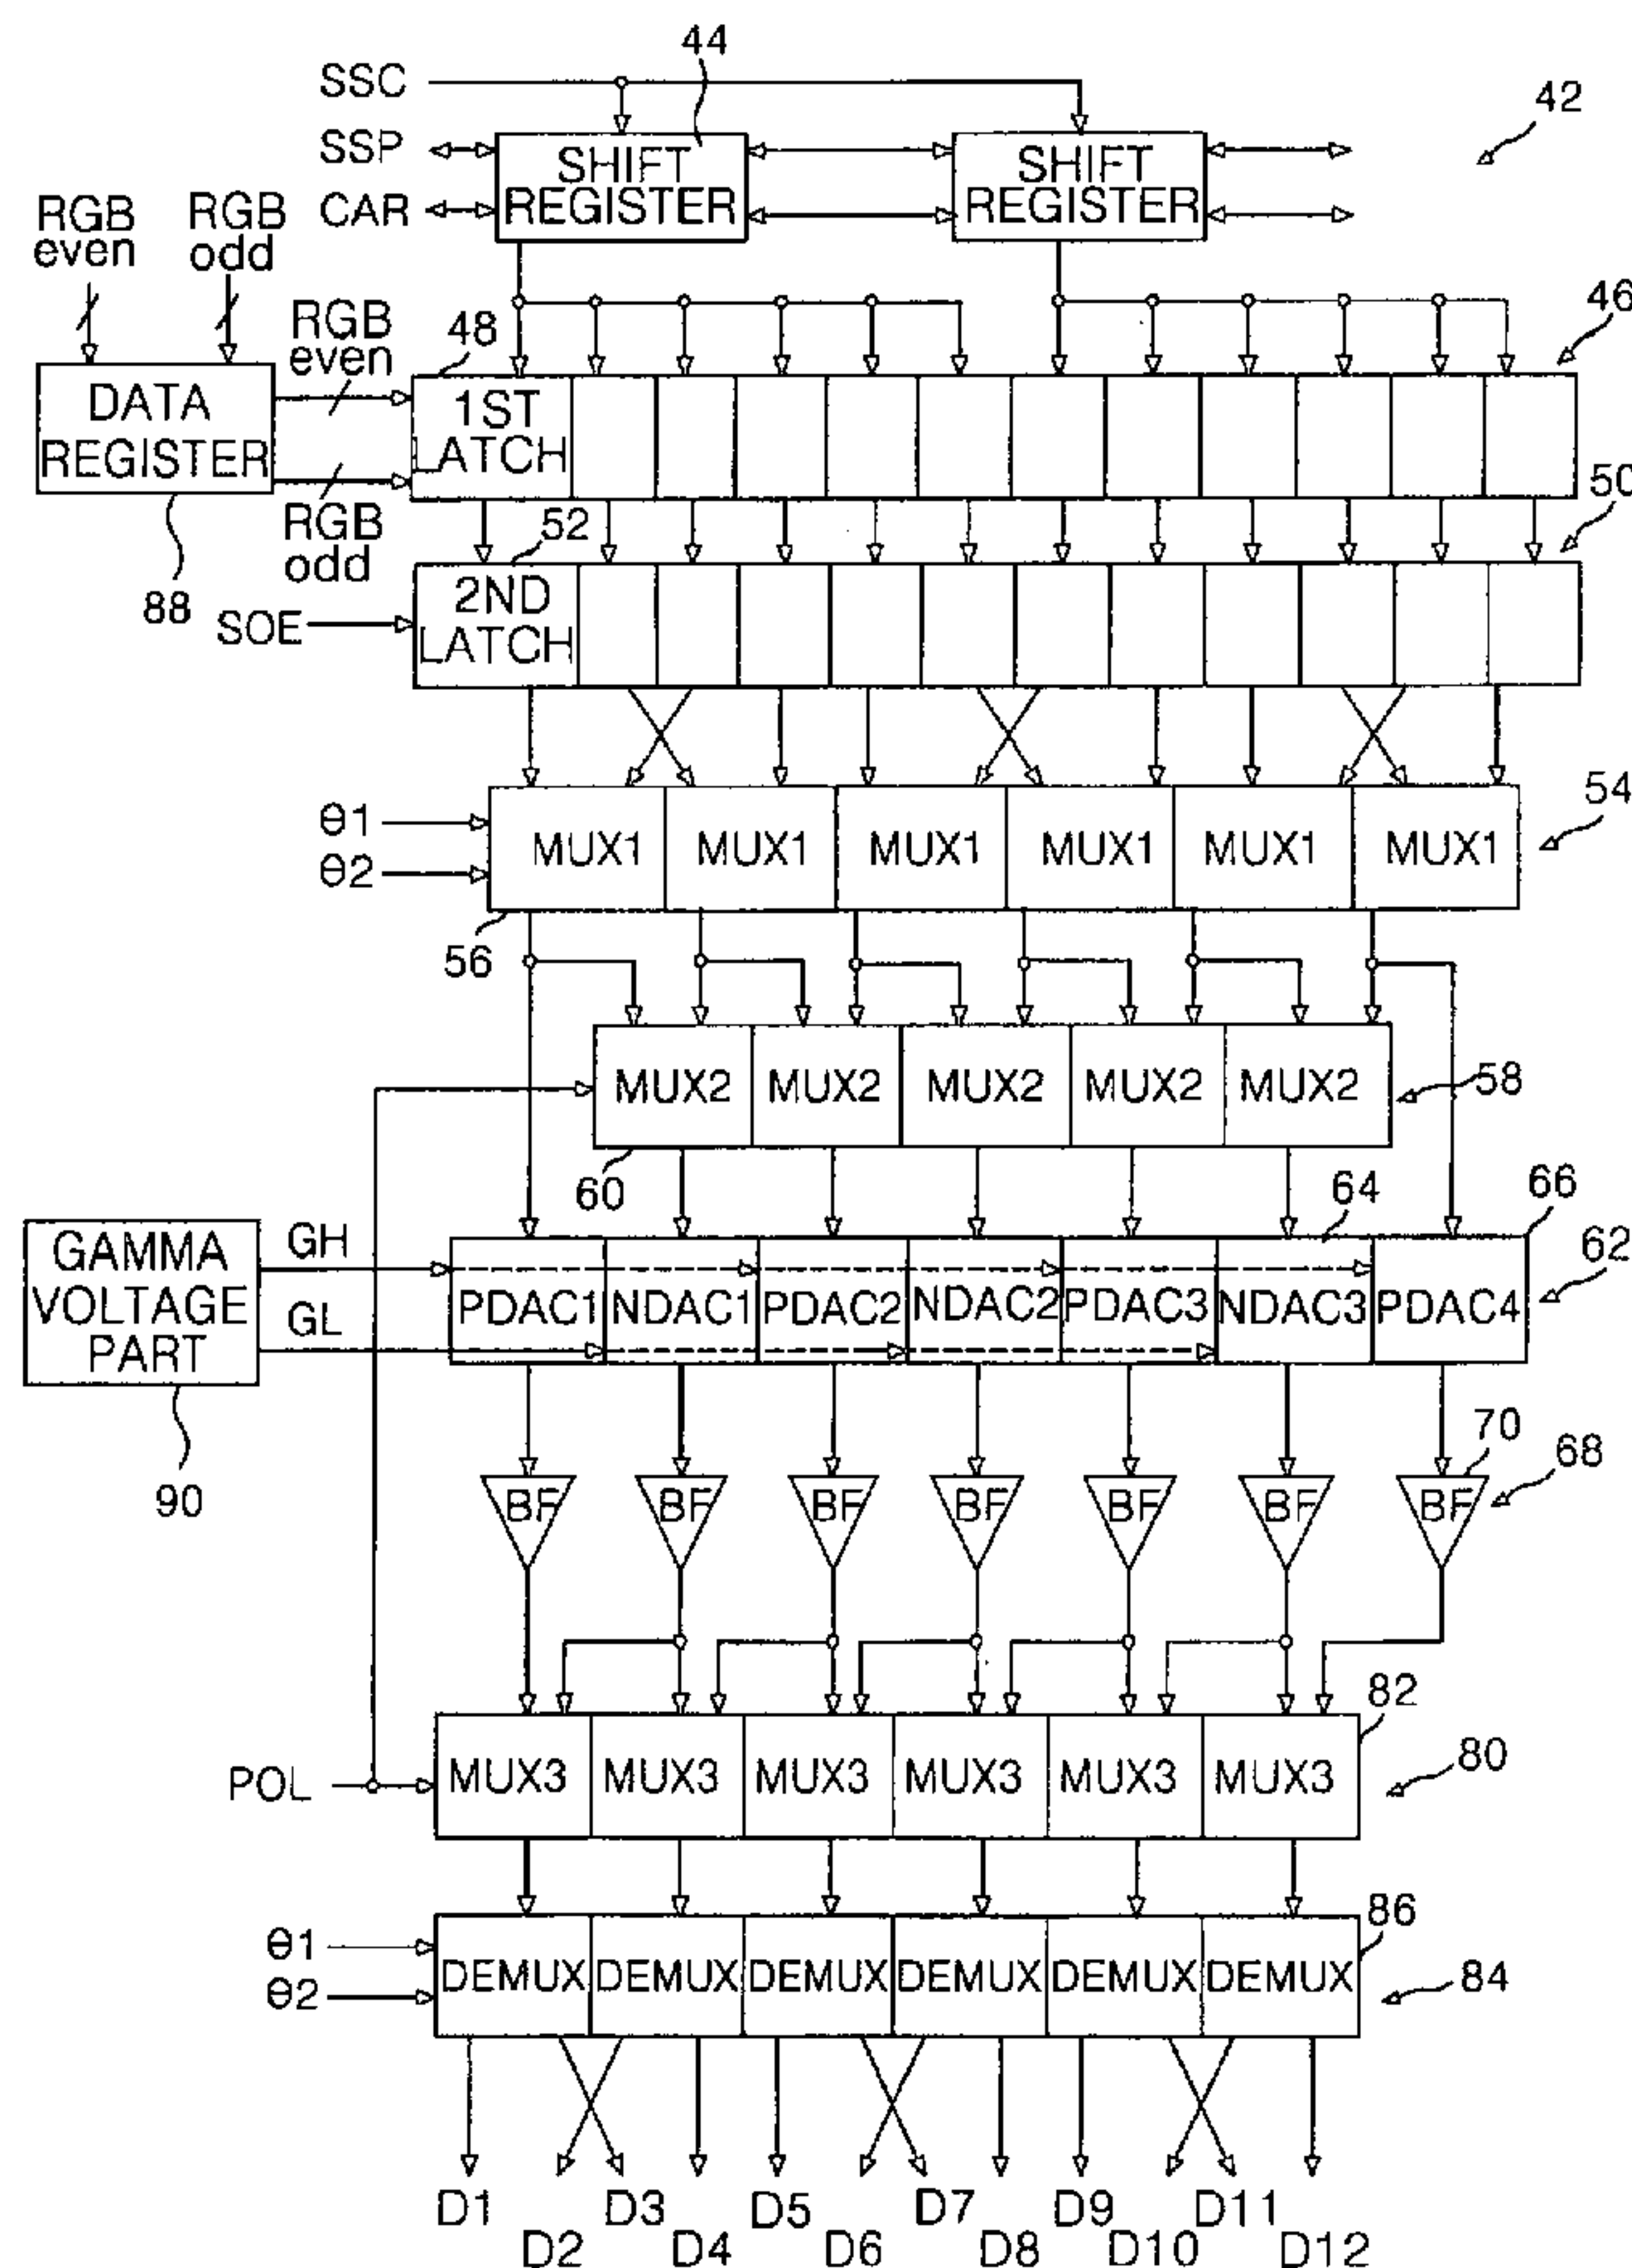 44
SSC
42
SSP
SHIFT
REGISTER
SHIFT
REGISTER
CAR
RGB
even
RGB
odd
46
RGB
even
48
DATA
REGISTER
1ST
LATCH
50
RGB
odd
52
88
SOE
2ND
LATCH
54
θ1
θ2
MUX1 MUX1 MUX1 MUX1 MUX1 MUX1
56
MUX2 MUX2 MUX2 MUX2 MUX2
58
60
64
66
62
GAMMA
VOLTAGE
PART
GH
GL
PDAC1 NDAC1 PDAC2 NDAC2 PDAC3 NDAC3 PDAC4
90
70
68
BF BF BF BF BF BF BF
82
POL
MUX3 MUX3 MUX3 MUX3 MUX3 MUX3
80
86
θ1
θ2
DEMUX DEMUX DEMUX DEMUX DEMUX DEMUX
84
D1 D3 D5 D7 D9 D11
D2 D4 D6 D8 D10 D12